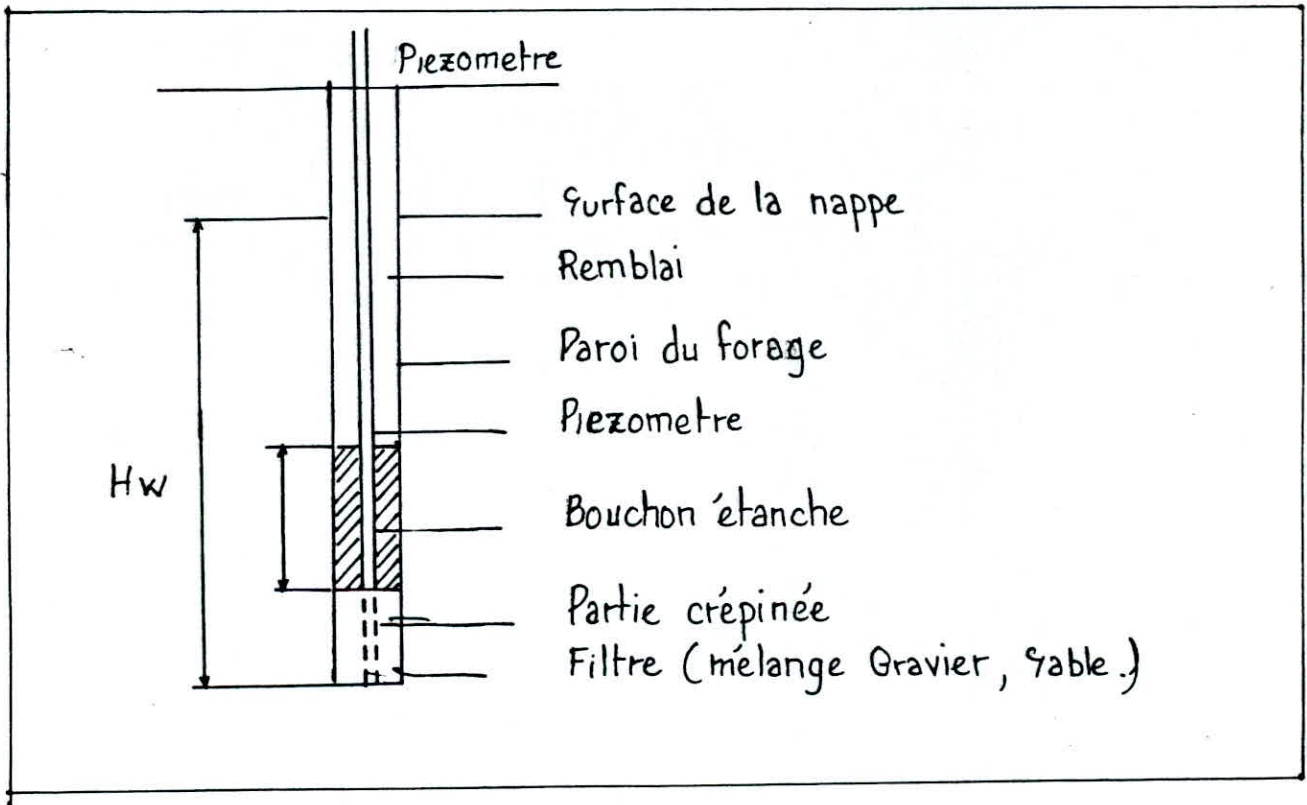 Piezometre
Surface de la nappe
Remblai
Paroi du forage
Piezometre
Hw
Bouchon étanche
Partie crépinée
Filtre (mélange Gravier, Sable.)